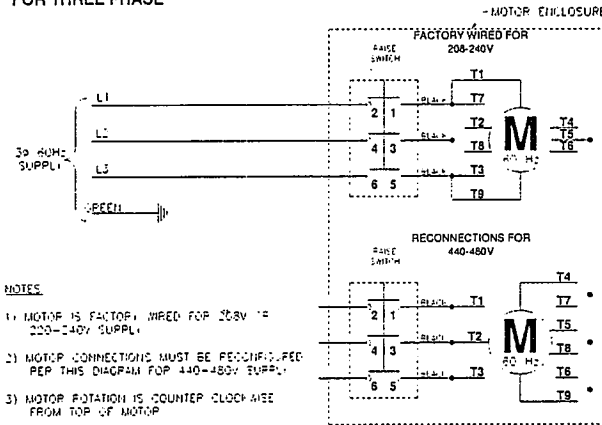 FOR THREE PHASE
MOTOR ENCLOSURE
FACTORY WIRED FOR
208-240V
RAISE
SWITCH
L1
L2
L3
3Ø 60Hz
SUPPLY
GREEN
2 1
4 3
6 5
BLACK
BLACK
BLACK
T1
T7
T2
T8
T3
T9
M
60 Hz
T4
T5
T6
RECONNECTIONS FOR
440-480V
RAISE
SWITCH
2 1
4 3
6 5
BLACK
BLACK
BLACK
T1
T2
T3
M
60 Hz
T4
T7
T5
T8
T6
T9
NOTES
1) MOTOR IS FACTORY WIRED FOR 208V OR
220-240V SUPPLY
2) MOTOR CONNECTIONS MUST BE RECONFIGURED
PER THIS DIAGRAM FOR 440-480V SUPPLY
3) MOTOR ROTATION IS COUNTER CLOCKWISE
FROM TOP OF MOTOR